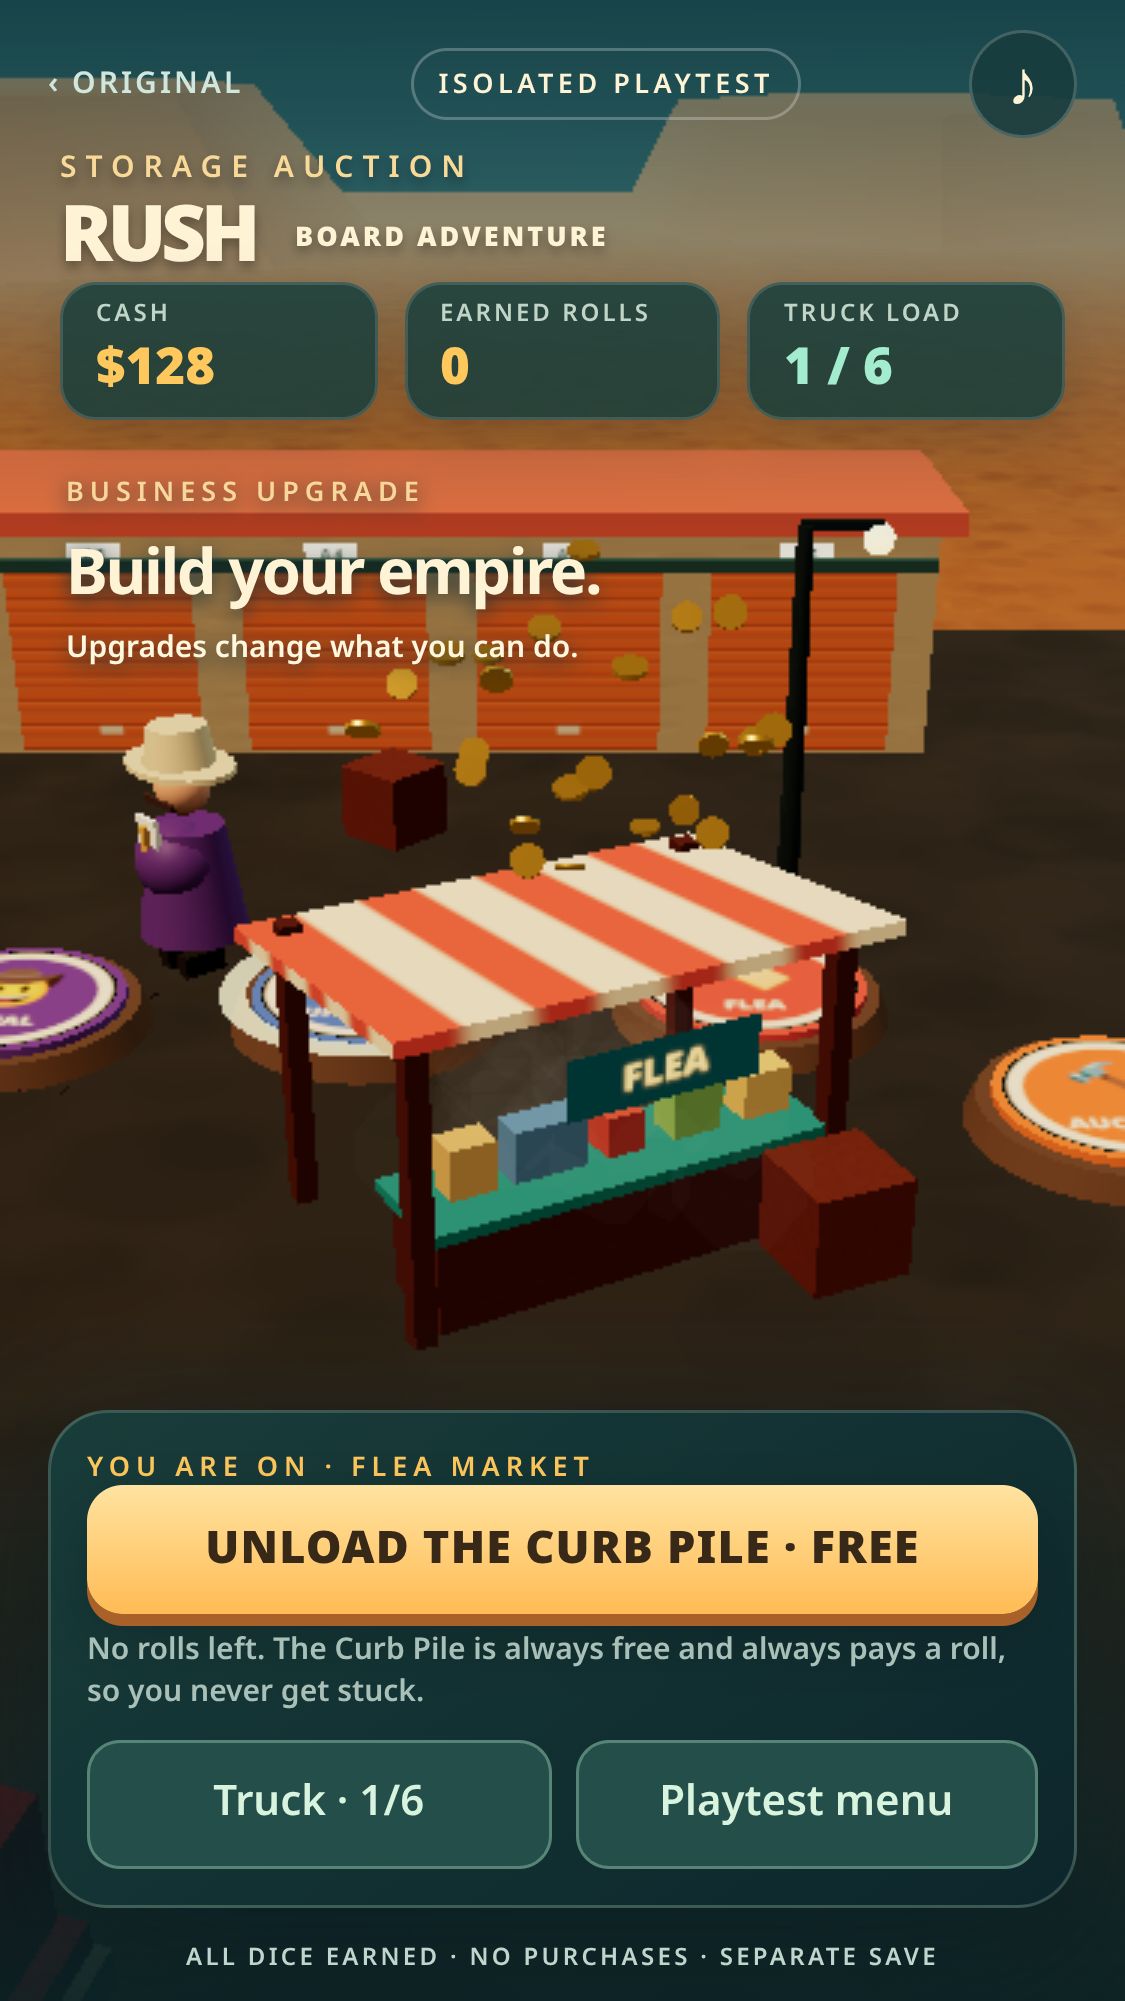 ‹ ORIGINAL
ISOLATED PLAYTEST
STORAGE AUCTION
RUSH BOARD ADVENTURE
CASH
$128
EARNED ROLLS
0
TRUCK LOAD
1 / 6
BUSINESS UPGRADE
Build your empire.
Upgrades change what you can do.
FLEA
FLEA
YOU ARE ON · FLEA MARKET
UNLOAD THE CURB PILE · FREE
No rolls left. The Curb Pile is always free and always pays a roll,
so you never get stuck.
Truck · 1/6
Playtest menu
ALL DICE EARNED · NO PURCHASES · SEPARATE SAVE